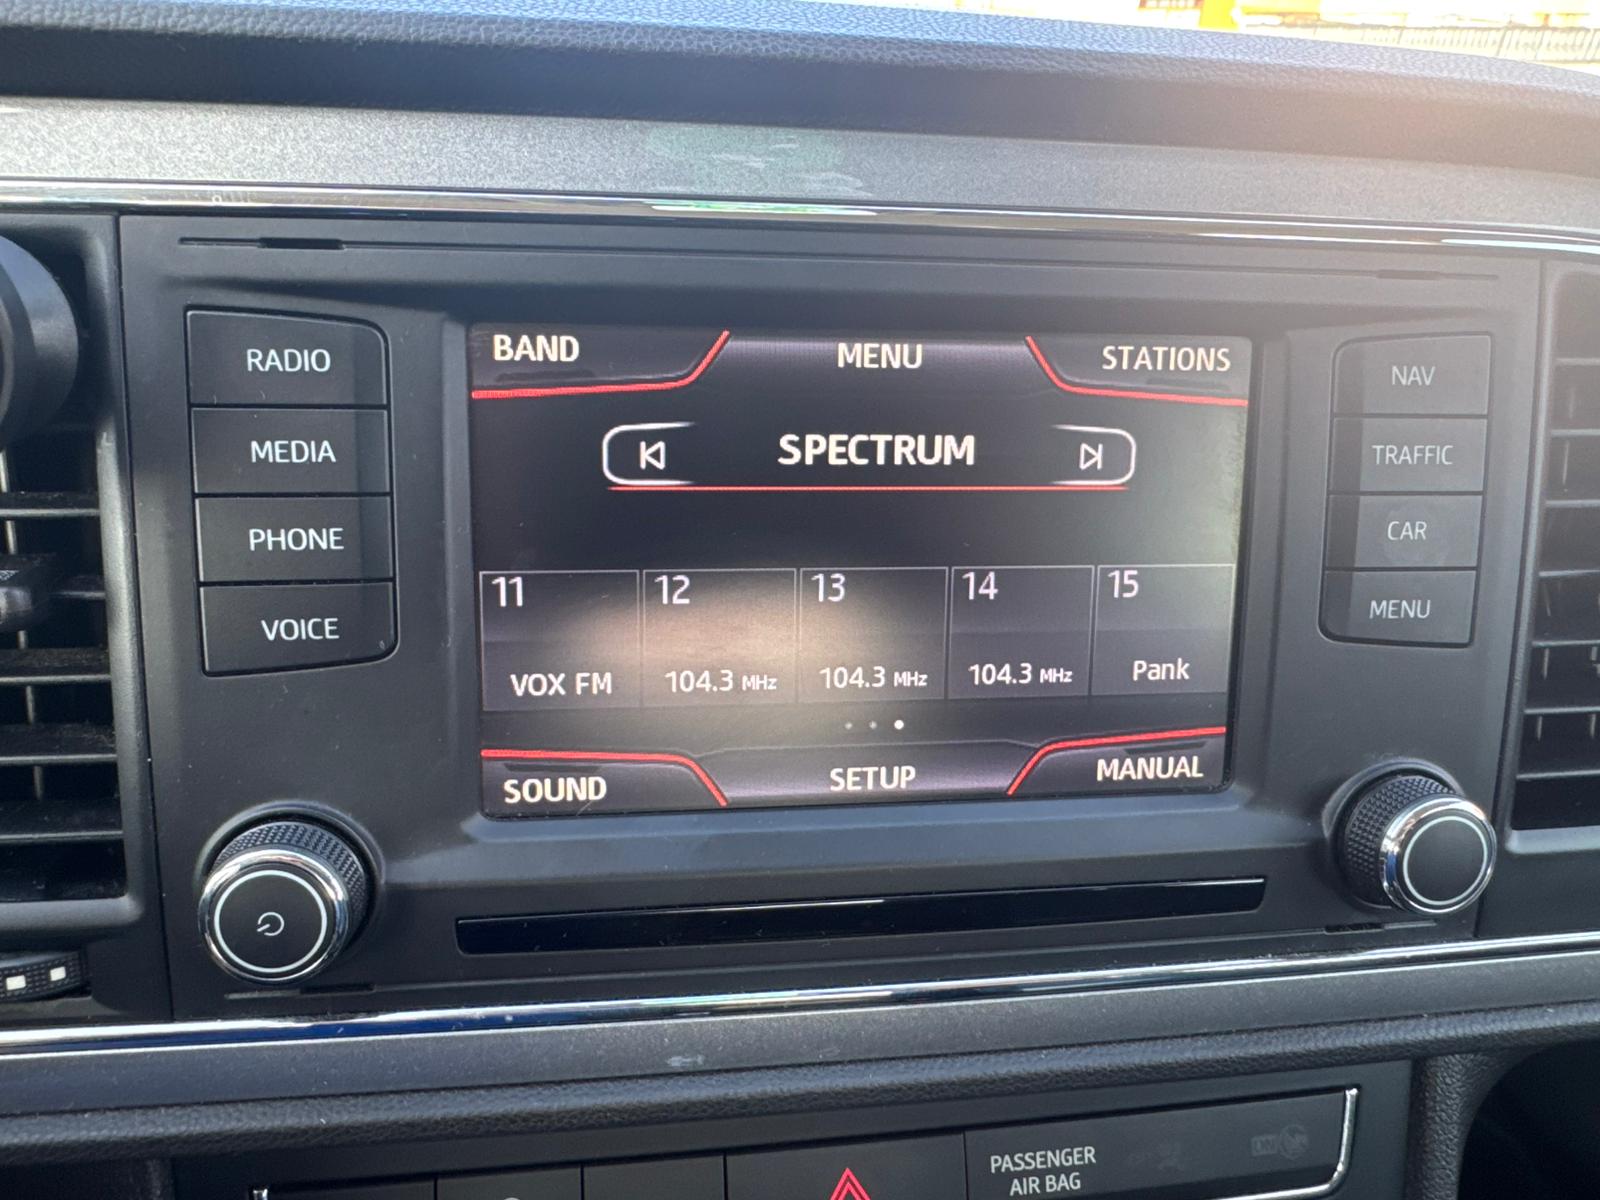 BAND MENU STATIONS
SPECTRUM
11 12 13 14 15
VOX FM 104.3 MHz 104.3 MHz 104.3 MHz Pank
SOUND SETUP MANUAL
RADIO
MEDIA
PHONE
VOICE
NAV
TRAFFIC
CAR
MENU
PASSENGER
AIR BAG